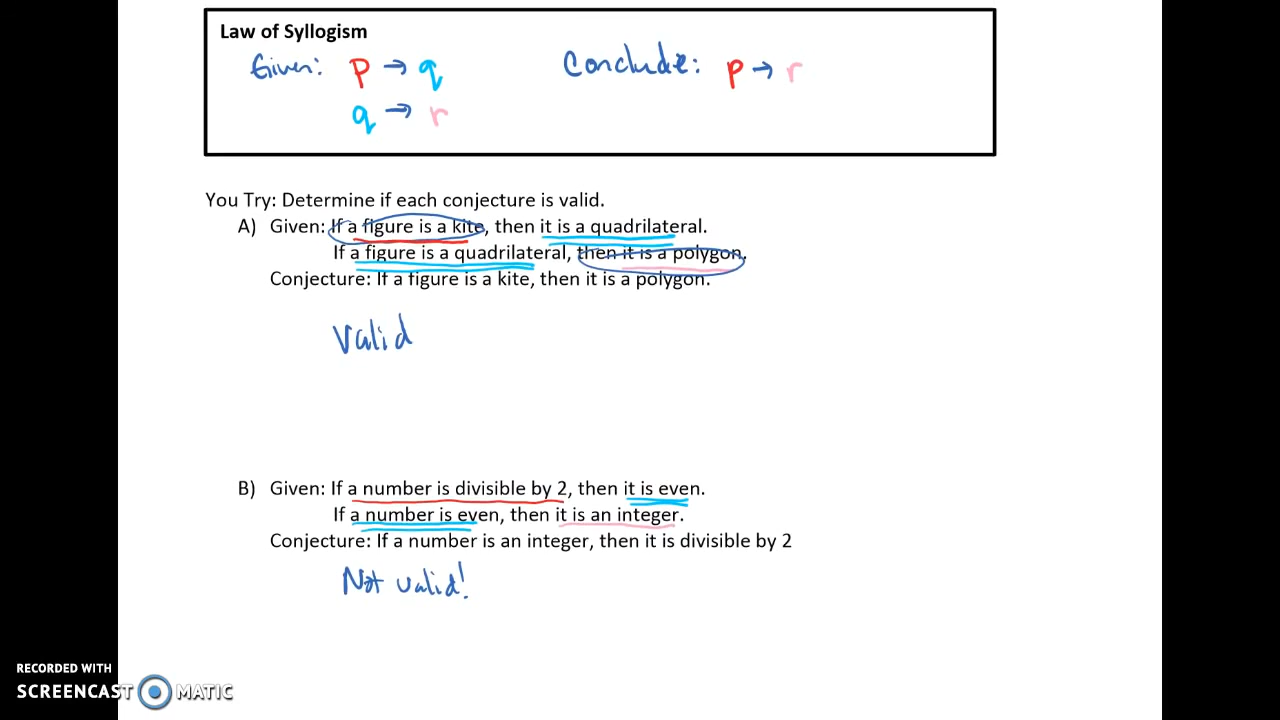 Law of Syllogism
Given: p → q Conclude: p → r
q → r
You Try: Determine if each conjecture is valid.
A) Given: If a figure is a kite, then it is a quadrilateral.
If a figure is a quadrilateral, then it is a polygon.
Conjecture: If a figure is a kite, then it is a polygon.
Valid
B) Given: If a number is divisible by 2, then it is even.
If a number is even, then it is an integer.
Conjecture: If a number is an integer, then it is divisible by 2
Not valid!
RECORDED WITH
SCREENCAST MATIC